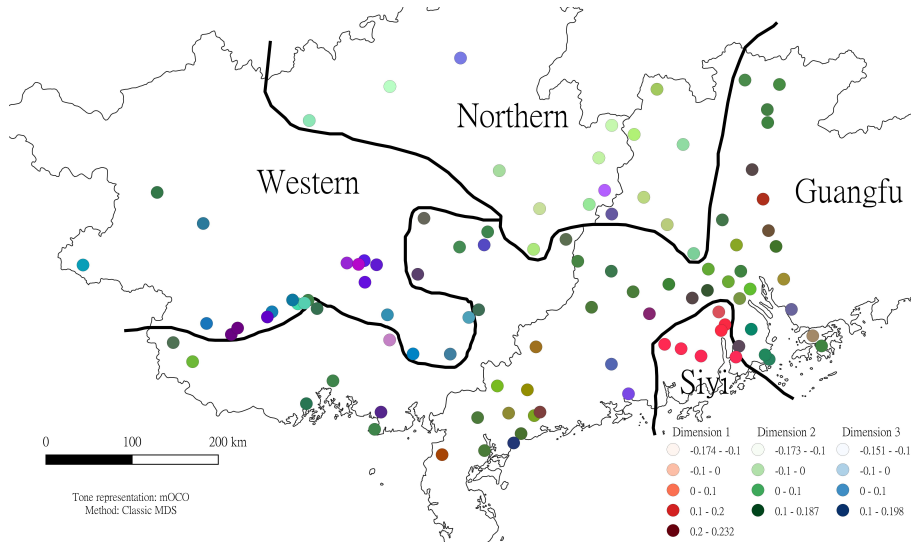 Northern
Western
Guangfu
Siyi
0 100 200 km
Tone representation: mOCO
Method: Classic MDS
Dimension 1 Dimension 2 Dimension 3
-0.174 - -0.1 -0.173 - -0.1 -0.151 - -0.1
-0.1 - 0 -0.1 - 0 -0.1 - 0
0 - 0.1 0 - 0.1 0 - 0.1
0.1 - 0.2 0.1 - 0.187 0.1 - 0.198
0.2 - 0.232